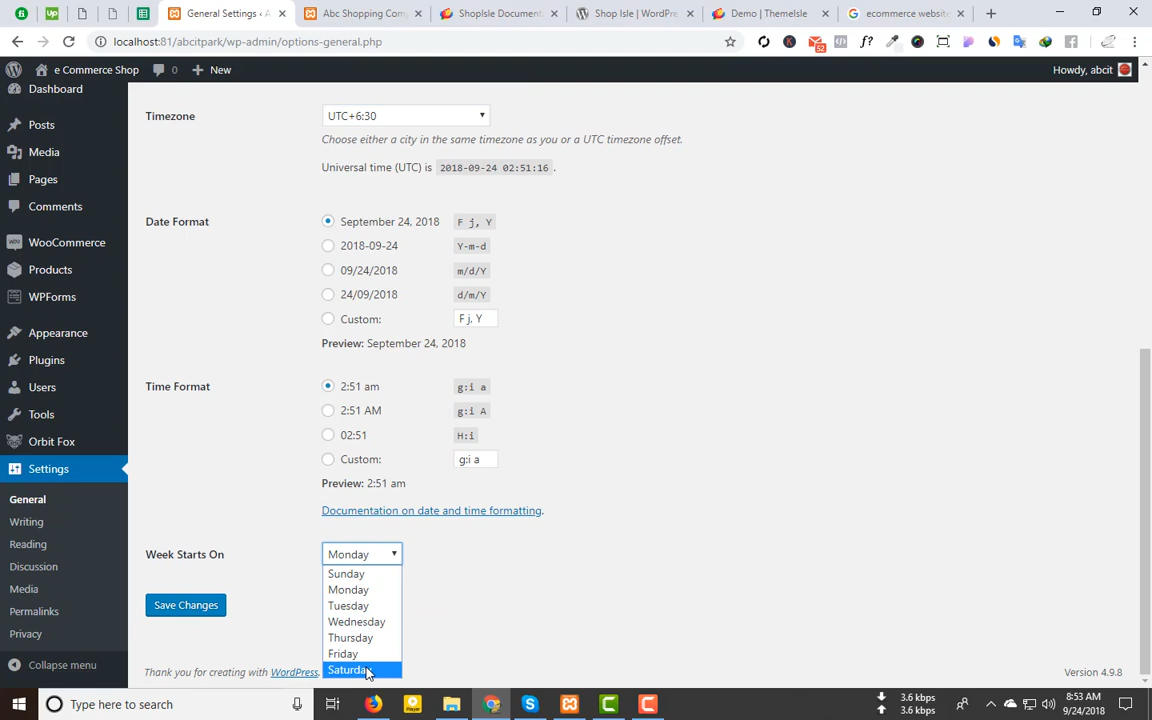 General Settings ‹ A
Abc Shopping Com
ShopIsle Document
Shop Isle | WordPre
Demo | ThemeIsle
ecommerce website
localhost:81/abcitpark/wp-admin/options-general.php
52
f?
e Commerce Shop
0
New
Howdy, abcit
Dashboard
Posts
Media
Pages
Comments
WooCommerce
Products
WPForms
Appearance
Plugins
Users
Tools
Orbit Fox
Settings
General
Writing
Reading
Discussion
Media
Permalinks
Privacy
Collapse menu
Timezone
UTC+6:30
Choose either a city in the same timezone as you or a UTC timezone offset.
Universal time (UTC) is 2018-09-24 02:51:16 .
Date Format
September 24, 2018 F j, Y
2018-09-24 Y-m-d
09/24/2018 m/d/Y
24/09/2018 d/m/Y
Custom: F j, Y
Preview: September 24, 2018
Time Format
2:51 am g:i a
2:51 AM g:i A
02:51 H:i
Custom: g:i a
Preview: 2:51 am
Documentation on date and time formatting.
Week Starts On
Monday
Sunday
Monday
Tuesday
Wednesday
Thursday
Friday
Saturday
Save Changes
Thank you for creating with WordPress.
Version 4.9.8
Type here to search
3.6 kbps
3.6 kbps
8:53 AM
9/24/2018